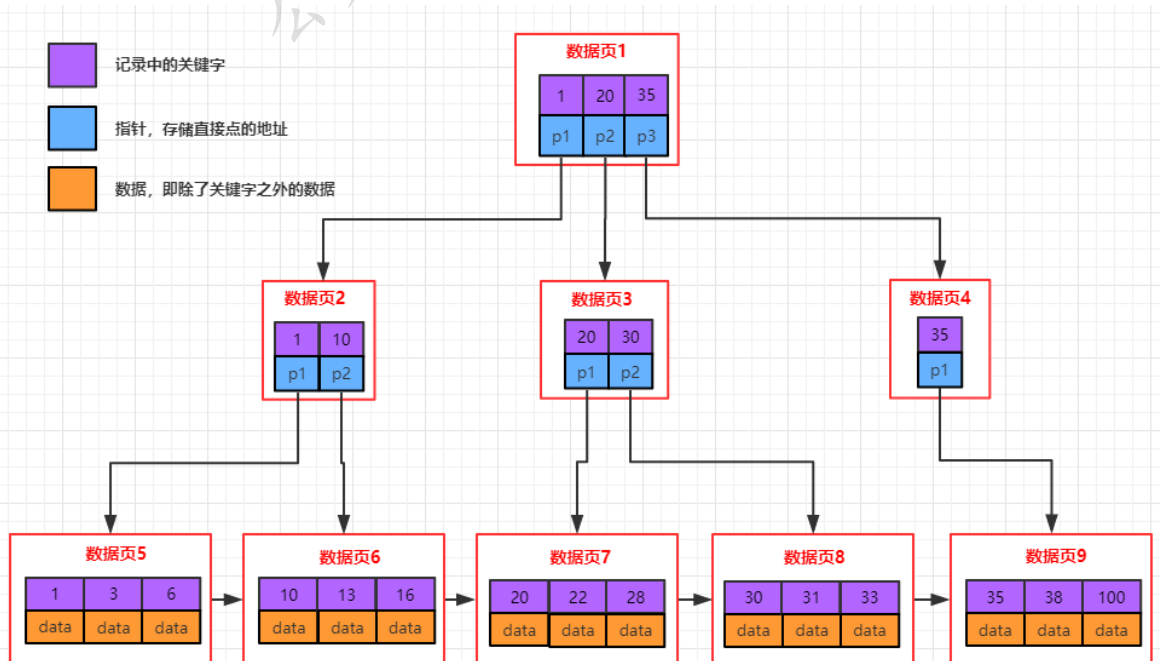 数据页1
记录中的关键字
1 20 35
指针，存储直接点的地址
p1 p2 p3
数据，即除了关键字之外的数据
数据页2 数据页3 数据页4
1 10 20 30 35
p1 p2 p1 p2 p1
数据页5 数据页6 数据页7 数据页8 数据页9
1 3 6 10 13 16 20 22 28 30 31 33 35 38 100
data data data data data data data data data data data data data data data